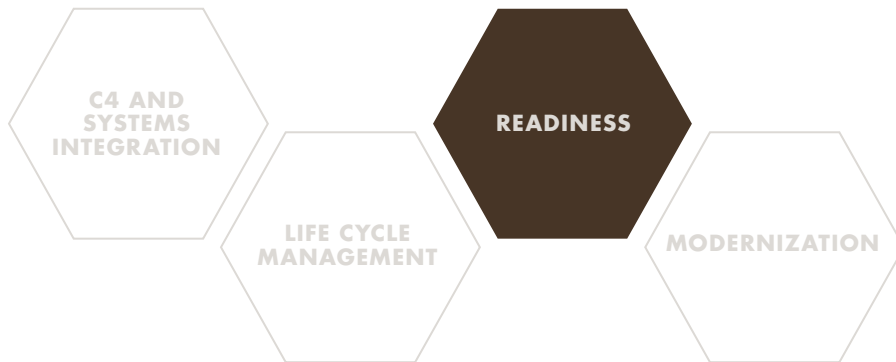 C4 AND
SYSTEMS
INTEGRATION
LIFE CYCLE
MANAGEMENT
READINESS
MODERNIZATION